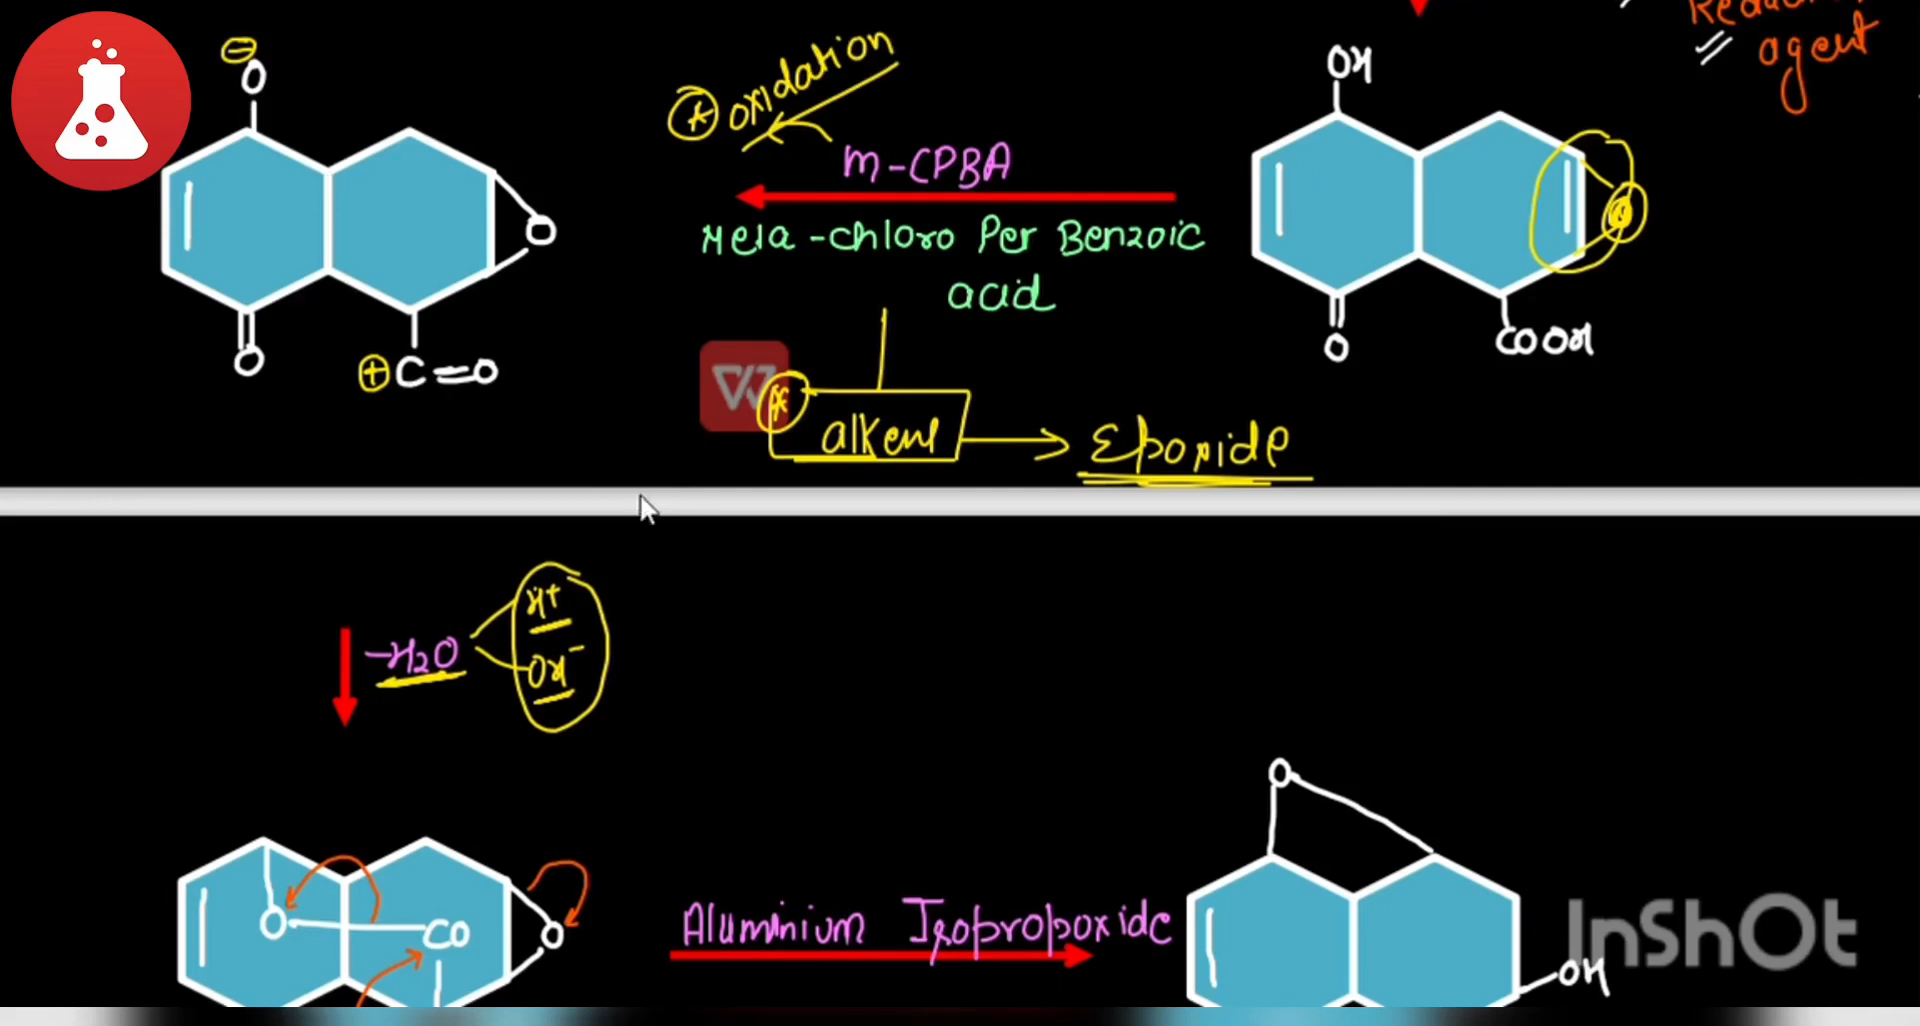 Reducing
agent
⊖
O
OH
* oxidation
m-CPBA
Meta-chloro Per Benzoic
acid
O
O
O
COOH
⊕ C=O
* alkene → Epoxide
-H2O
H+
OH-
O
O
CO
O
Aluminium Isopropoxide
OH
InShOt